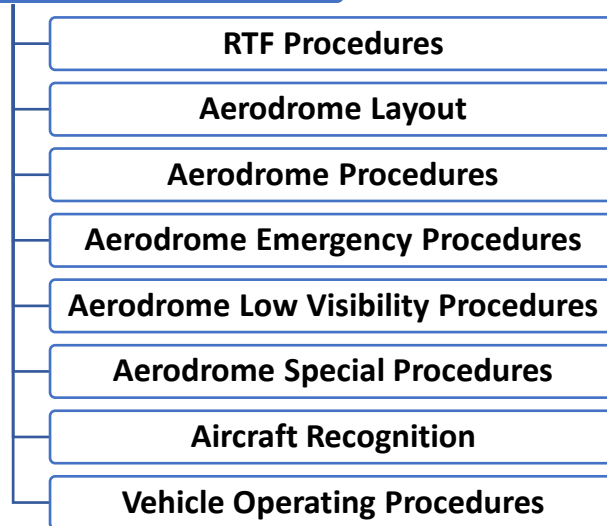 RTF Procedures
Aerodrome Layout
Aerodrome Procedures
Aerodrome Emergency Procedures
Aerodrome Low Visibility Procedures
Aerodrome Special Procedures
Aircraft Recognition
Vehicle Operating Procedures